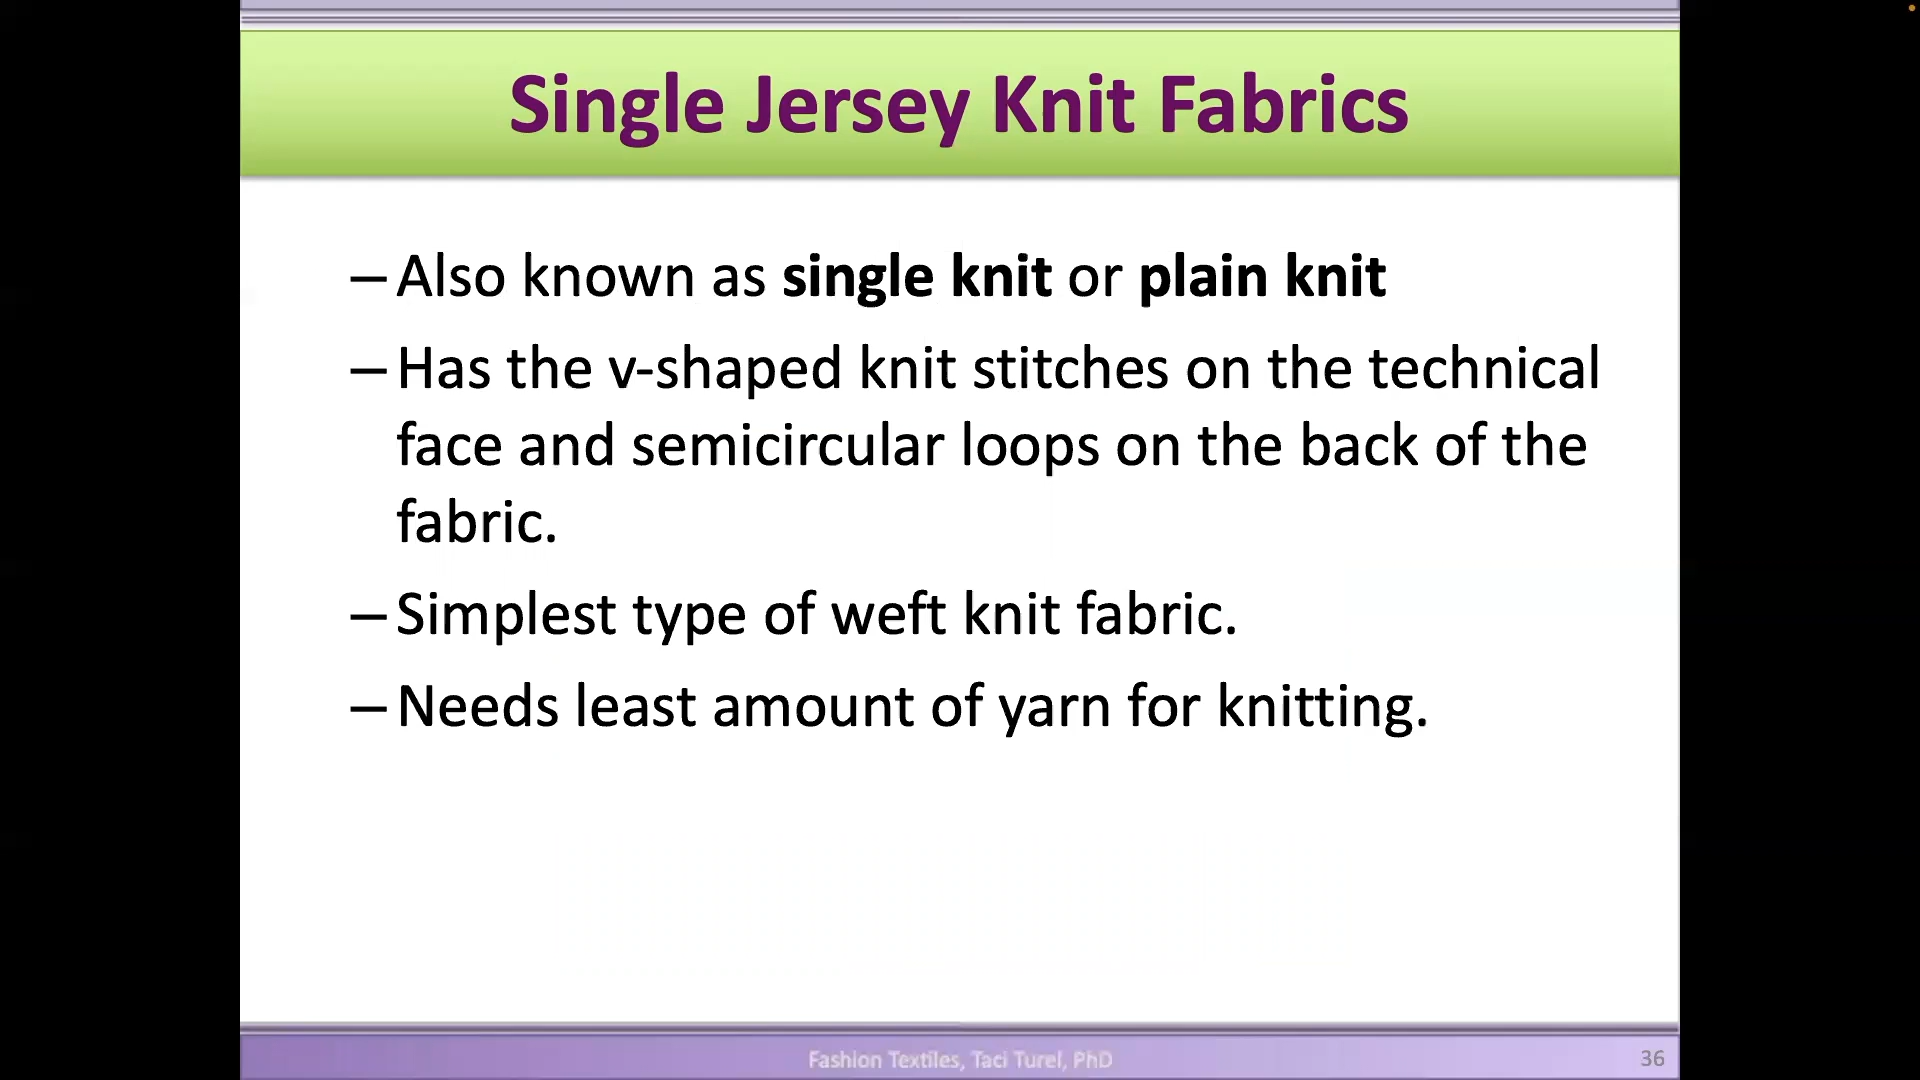 Single Jersey Knit Fabrics
– Also known as single knit or plain knit
– Has the v-shaped knit stitches on the technical
face and semicircular loops on the back of the
fabric.
– Simplest type of weft knit fabric.
– Needs least amount of yarn for knitting.
Fashion Textiles, Taci Turel, PhD
36